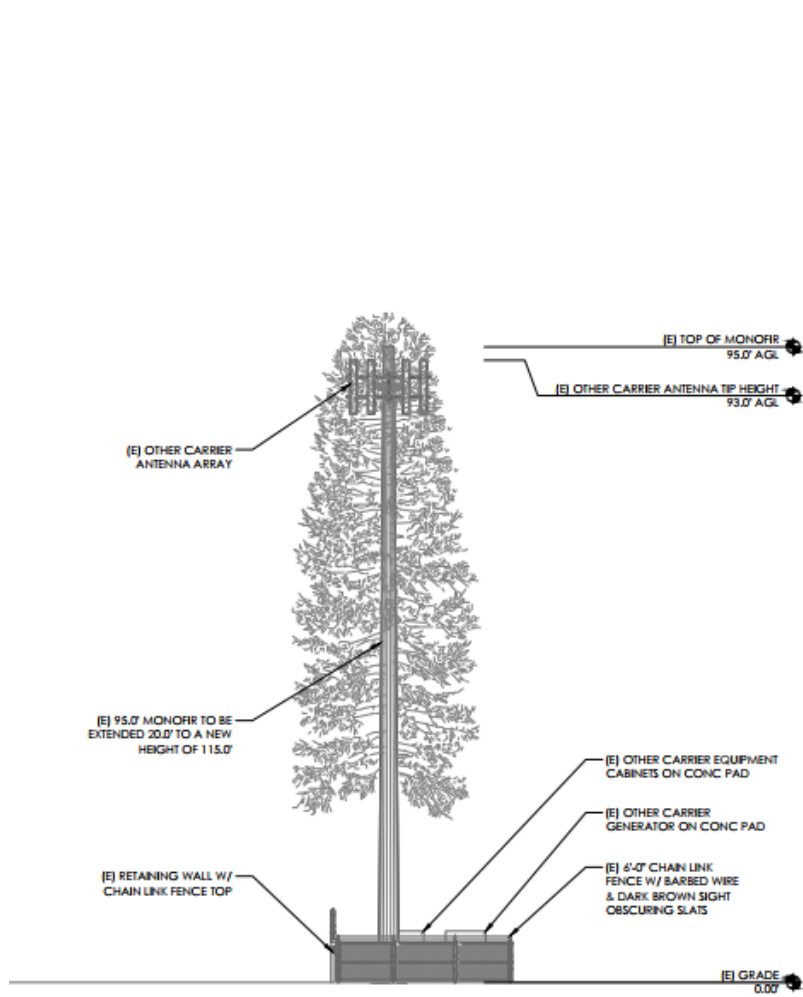 (E) TOP OF MONOFIR
95.0' AGL
(E) OTHER CARRIER ANTENNA TIP HEIGHT
93.0' AGL
(E) OTHER CARRIER
ANTENNA ARRAY
(E) 95.0' MONOFIR TO BE
EXTENDED 20.0' TO A NEW
HEIGHT OF 115.0'
(E) OTHER CARRIER EQUIPMENT
CABINETS ON CONC PAD
(E) OTHER CARRIER
GENERATOR ON CONC PAD
(E) RETAINING WALL W/
CHAIN LINK FENCE TOP
(E) 6'-0" CHAIN LINK
FENCE W/ BARBED WIRE
& DARK BROWN SIGHT
OBSCURING SLATS
(E) GRADE
0.00'